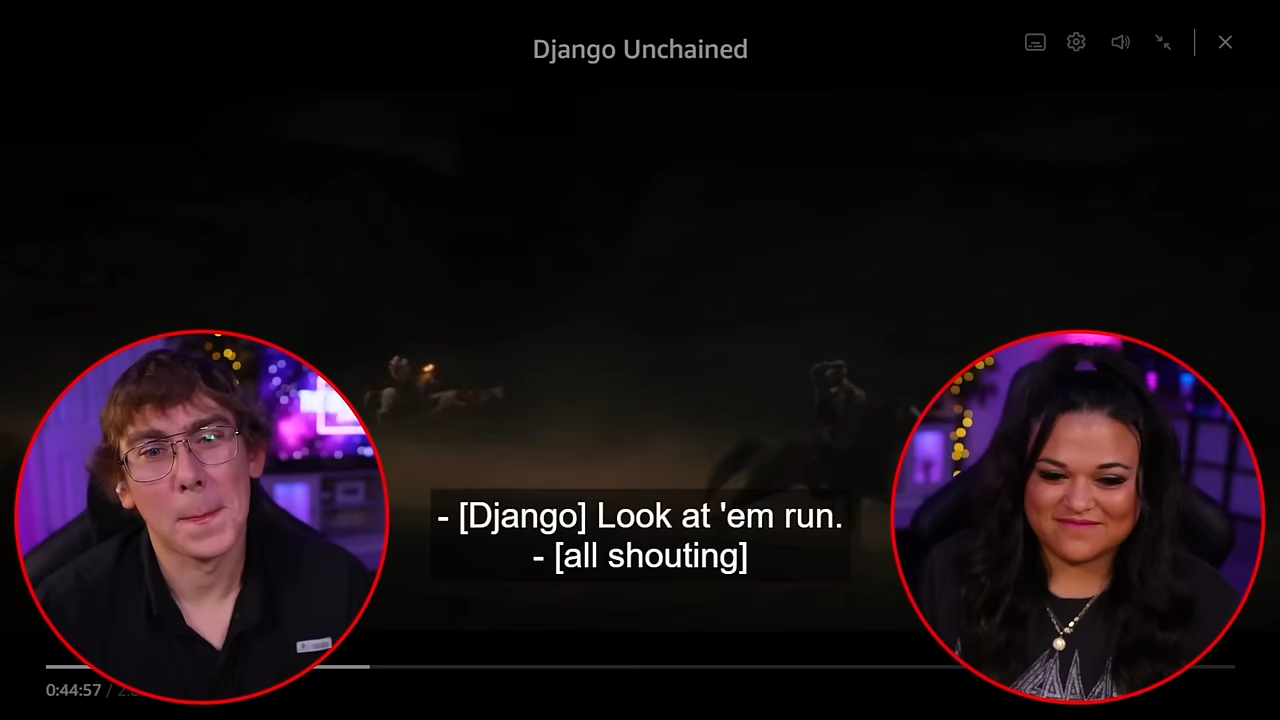 Django Unchained
- [Django] Look at 'em run.
- [all shouting]
0:44:57 /